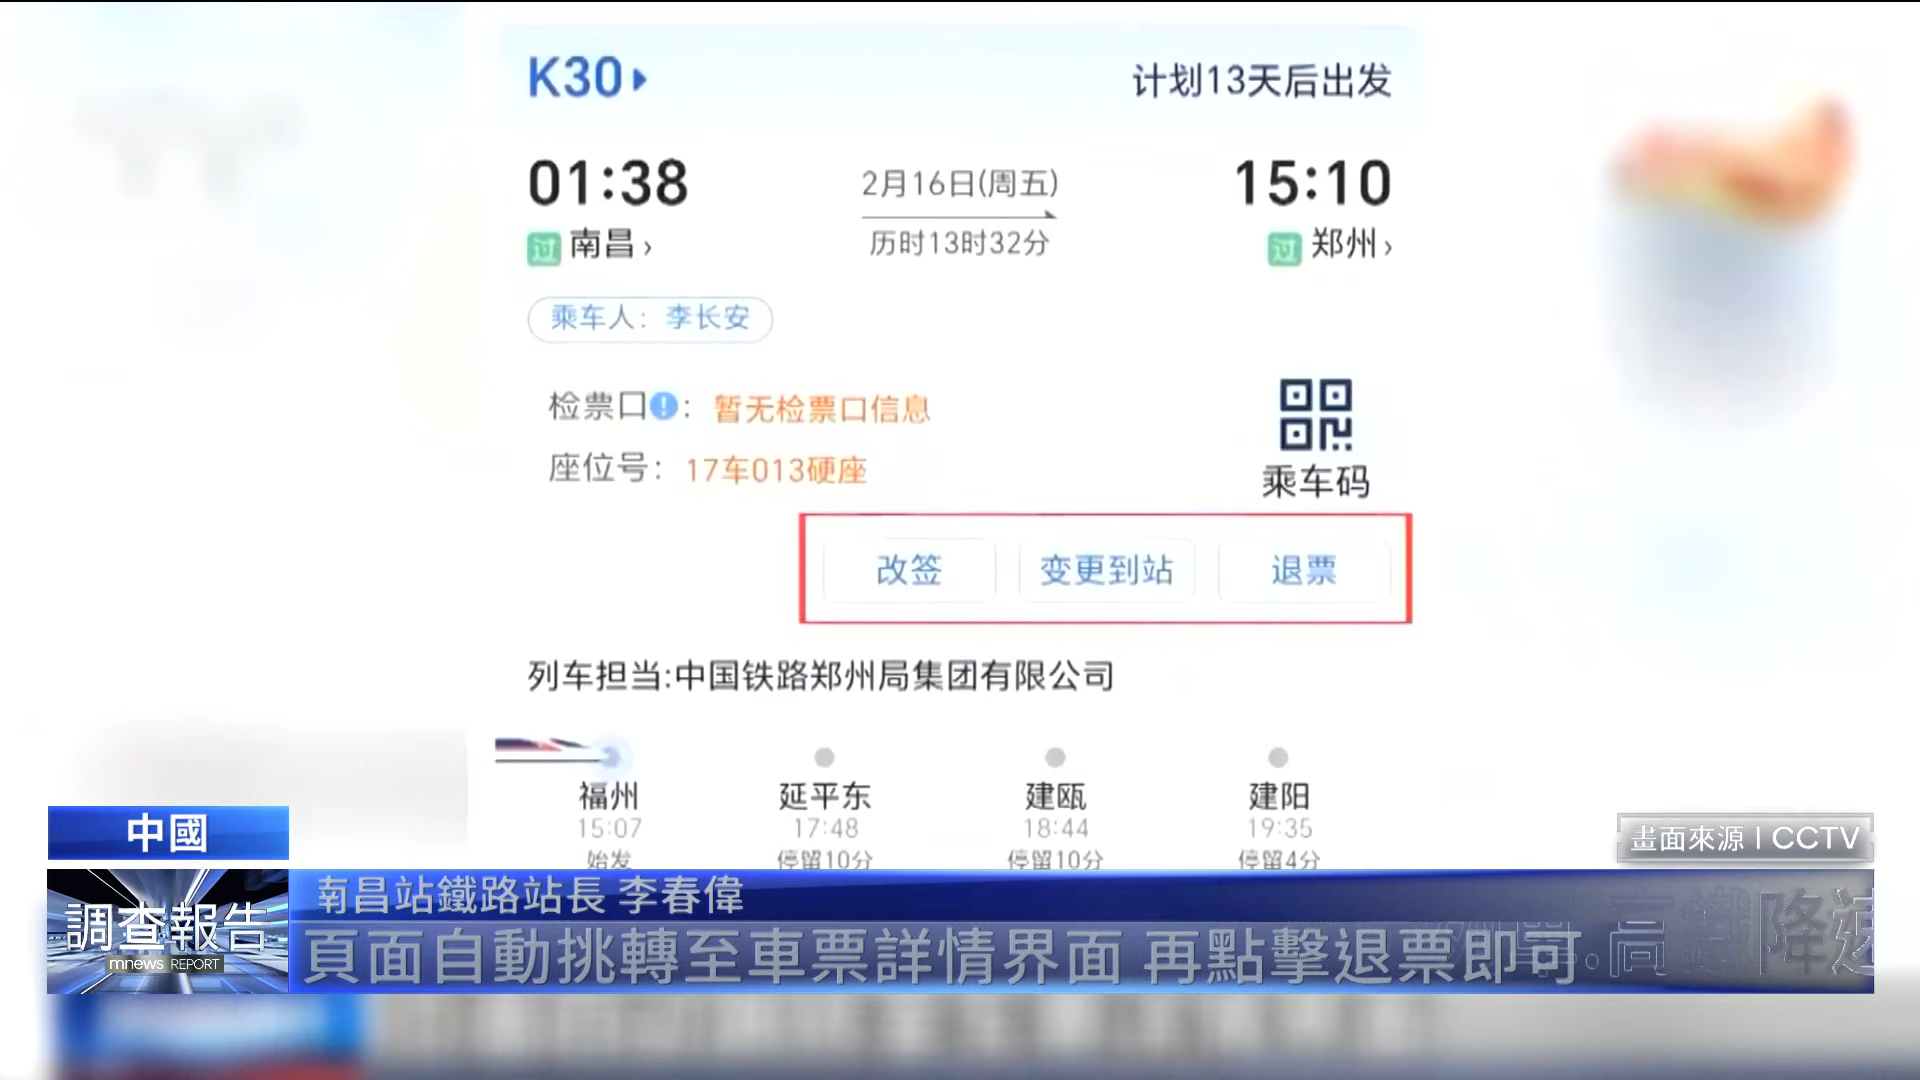 K30
计划13天后出发
01:38
2月16日(周五)
15:10
过 南昌
历时13时32分
过 郑州
乘车人：李长安
检票口 ! ： 暂无检票口信息
座位号： 17车013硬座
乘车码
改签 变更到站 退票
列车担当:中国铁路郑州局集团有限公司
福州 延平东 建瓯 建阳
15:07 17:48 18:44 19:35
始发 停留10分 停留10分 停留4分
中國
畫面來源 | CCTV
調查報告
mnews REPORT
南昌站鐵路站長 李春偉
頁面自動挑轉至車票詳情界面 再點擊退票即可
高鐵降速